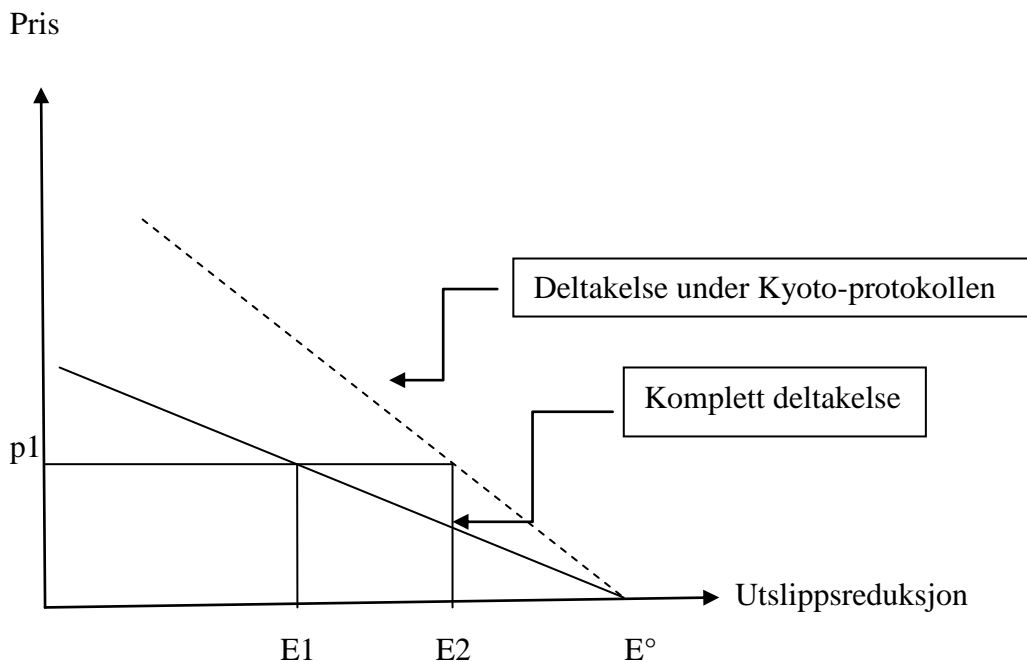 Pris
Deltakelse under Kyoto-protokollen
Komplett deltakelse
p1
Utslippsreduksjon
E1
E2
E°